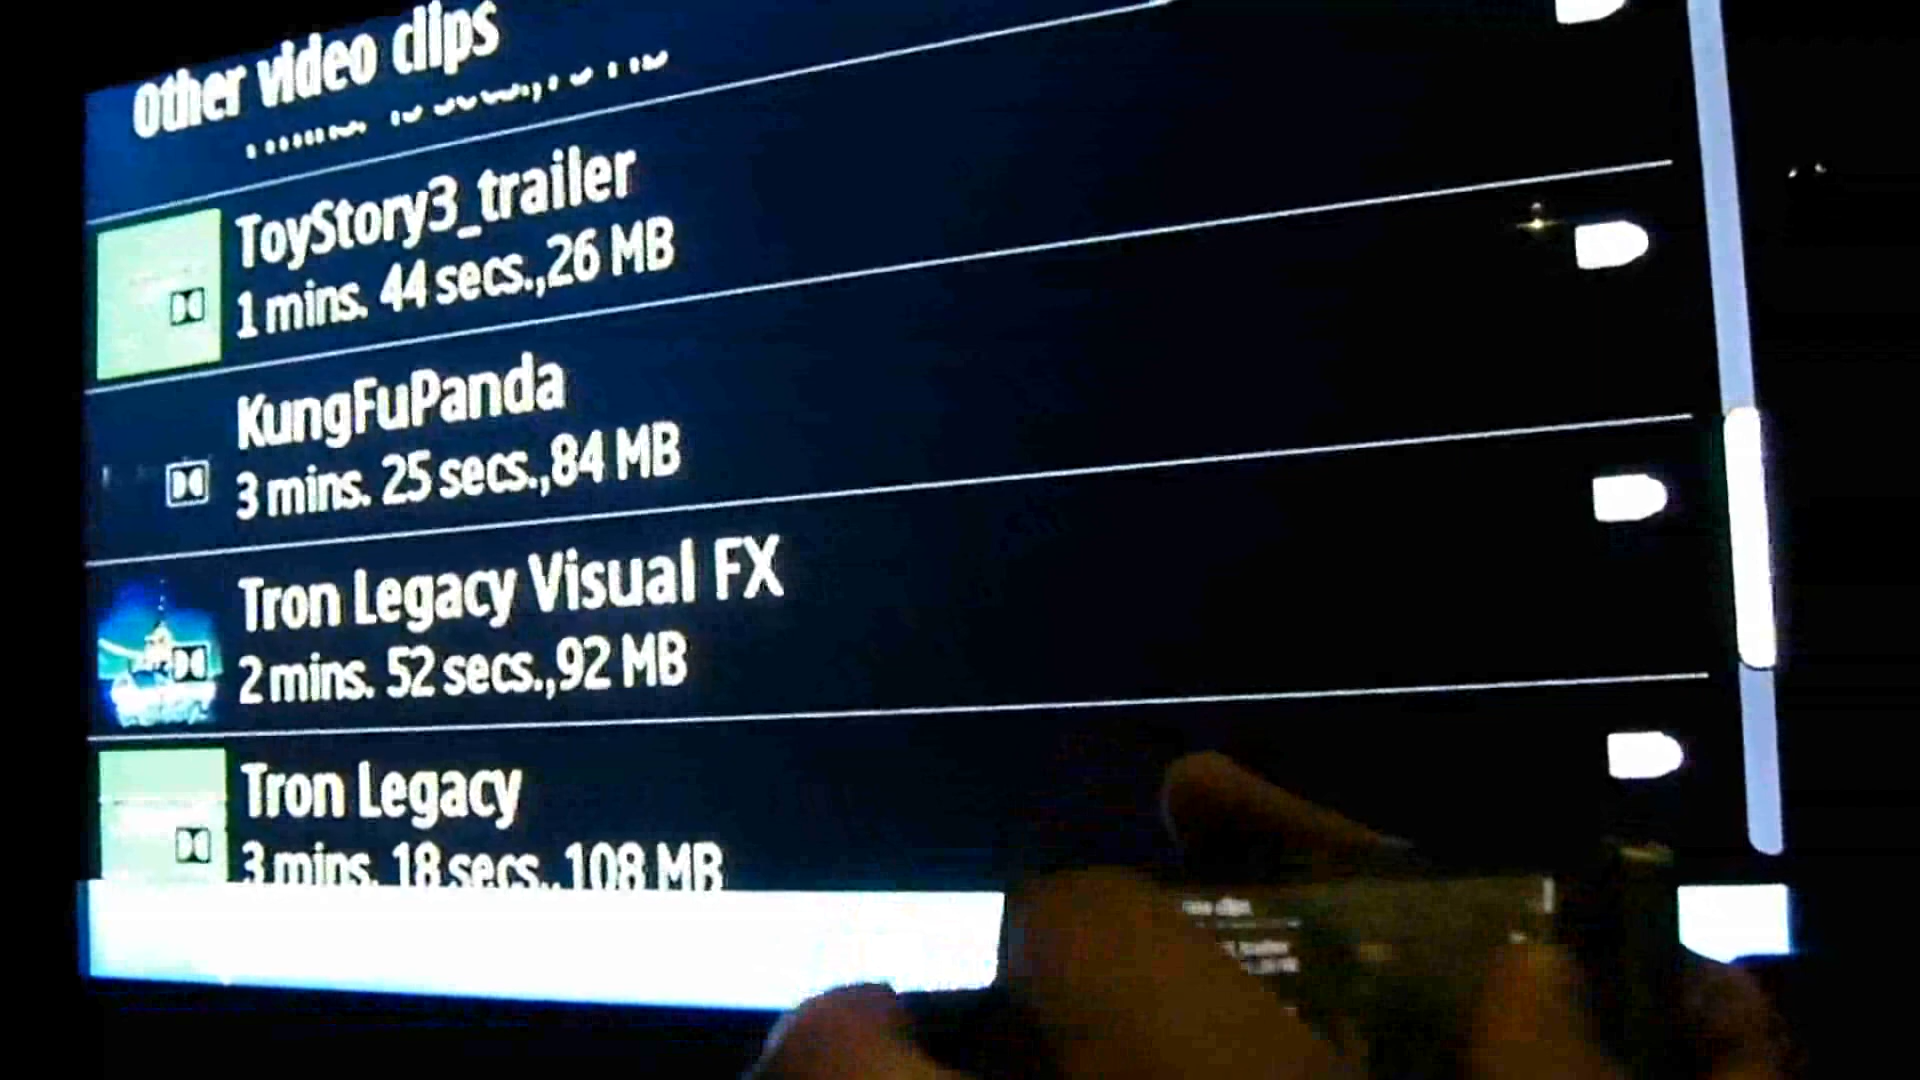 Other video clips
ToyStory3_trailer
1 mins. 44 secs.,26 MB
KungFuPanda
3 mins. 25 secs.,84 MB
Tron Legacy Visual FX
2 mins. 52 secs.,92 MB
Tron Legacy
3 mins. 18 secs.,108 MB